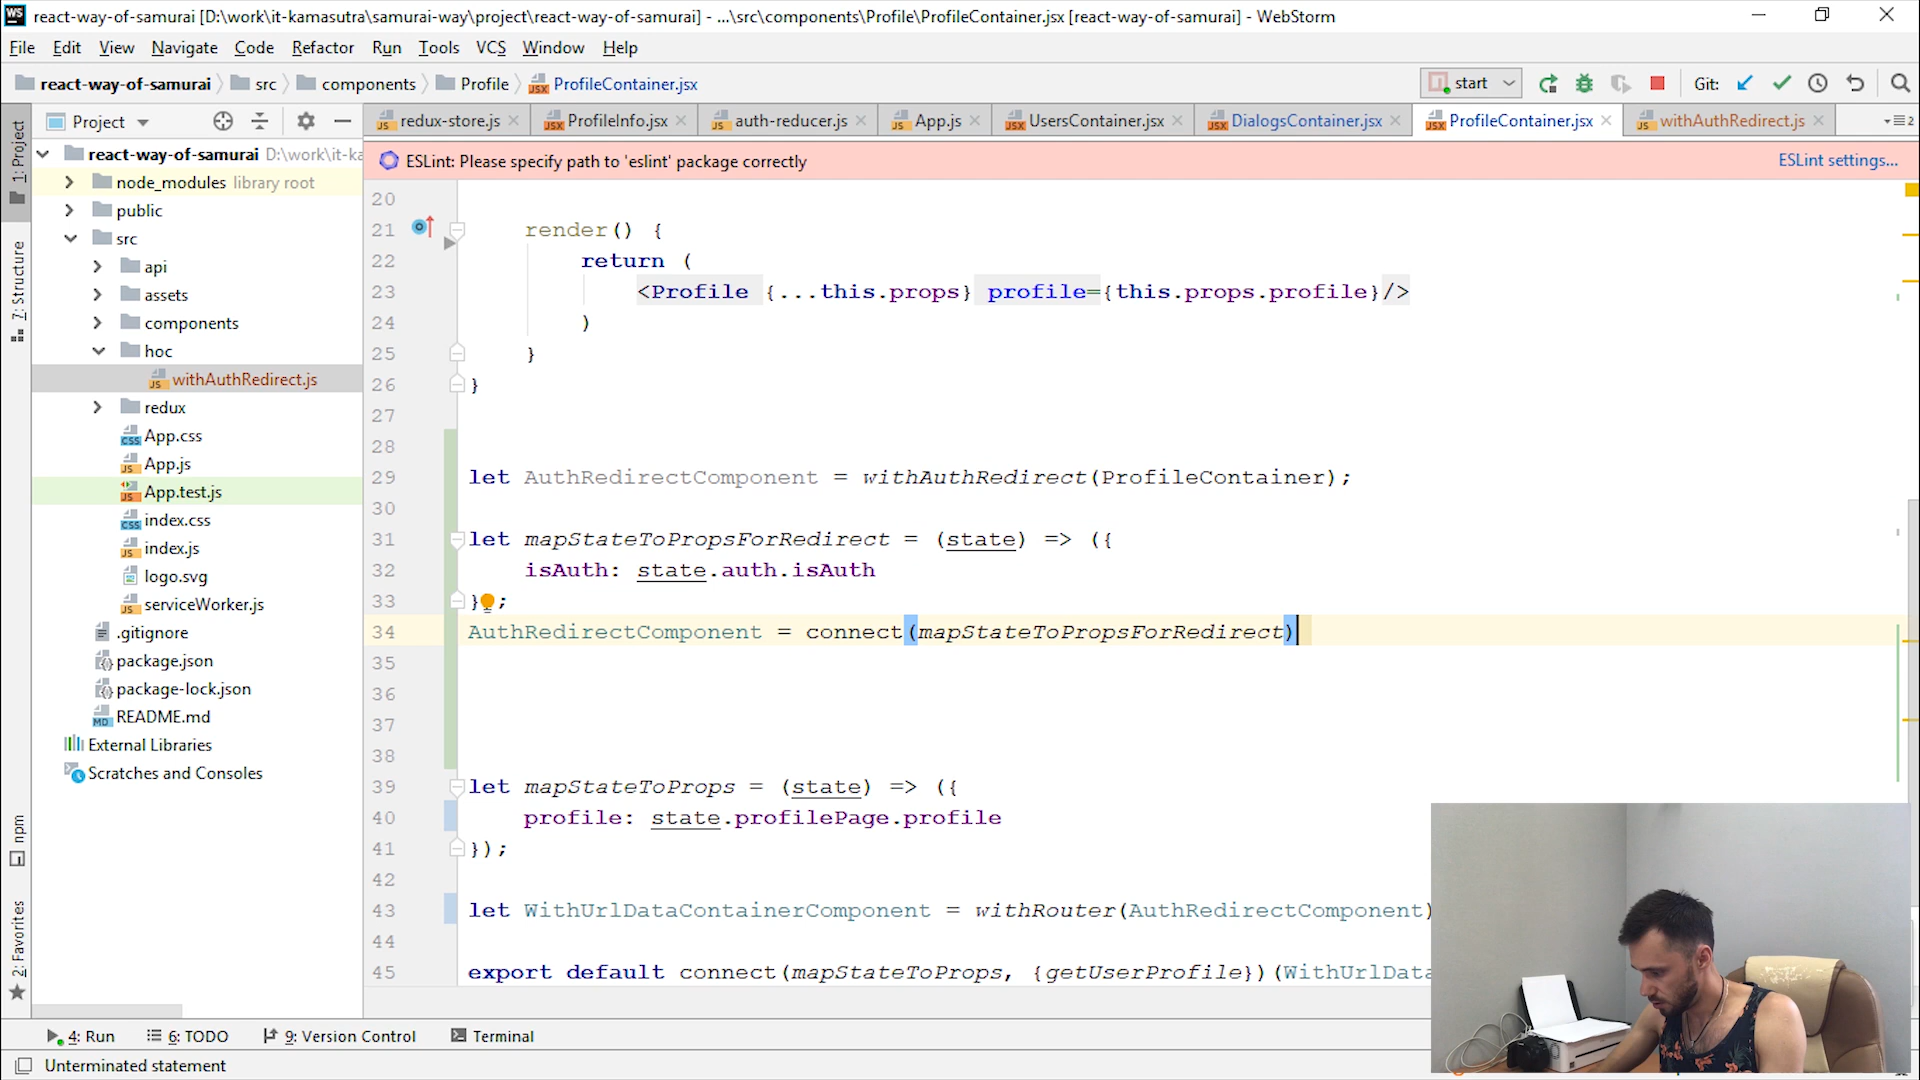 WS react-way-of-samurai [D:\work\it-kamasutra\samurai-way\project\react-way-of-samurai] - ...\src\components\Profile\ProfileContainer.jsx [react-way-of-samurai] - WebStorm
File Edit View Navigate Code Refactor Run Tools VCS Window Help
react-way-of-samurai src components Profile ProfileContainer.jsx start Git:
Project redux-store.js ProfileInfo.jsx auth-reducer.js App.js UsersContainer.jsx DialogsContainer.jsx ProfileContainer.jsx withAuthRedirect.js 2
ESLint: Please specify path to 'eslint' package correctly ESLint settings...
1: Project
7: Structure
npm
2: Favorites
react-way-of-samurai D:\work\it-ka
node_modules library root
public
src
api
assets
components
hoc
withAuthRedirect.js
redux
App.css
App.js
App.test.js
index.css
index.js
logo.svg
serviceWorker.js
.gitignore
package.json
package-lock.json
README.md
External Libraries
Scratches and Consoles
20
21 render() {
22 return (
23 <Profile {...this.props} profile={this.props.profile}/>
24 )
25 }
26 }
27
28
29 let AuthRedirectComponent = withAuthRedirect(ProfileContainer);
30
31 let mapStateToPropsForRedirect = (state) => ({
32 isAuth: state.auth.isAuth
33 } ;
34 AuthRedirectComponent = connect(mapStateToPropsForRedirect)
35
36
37
38
39 let mapStateToProps = (state) => ({
40 profile: state.profilePage.profile
41 });
42
43 let WithUrlDataContainerComponent = withRouter(AuthRedirectComponent)
44
45 export default connect(mapStateToProps, {getUserProfile})(WithUrlData
4: Run 6: TODO 9: Version Control Terminal
Unterminated statement